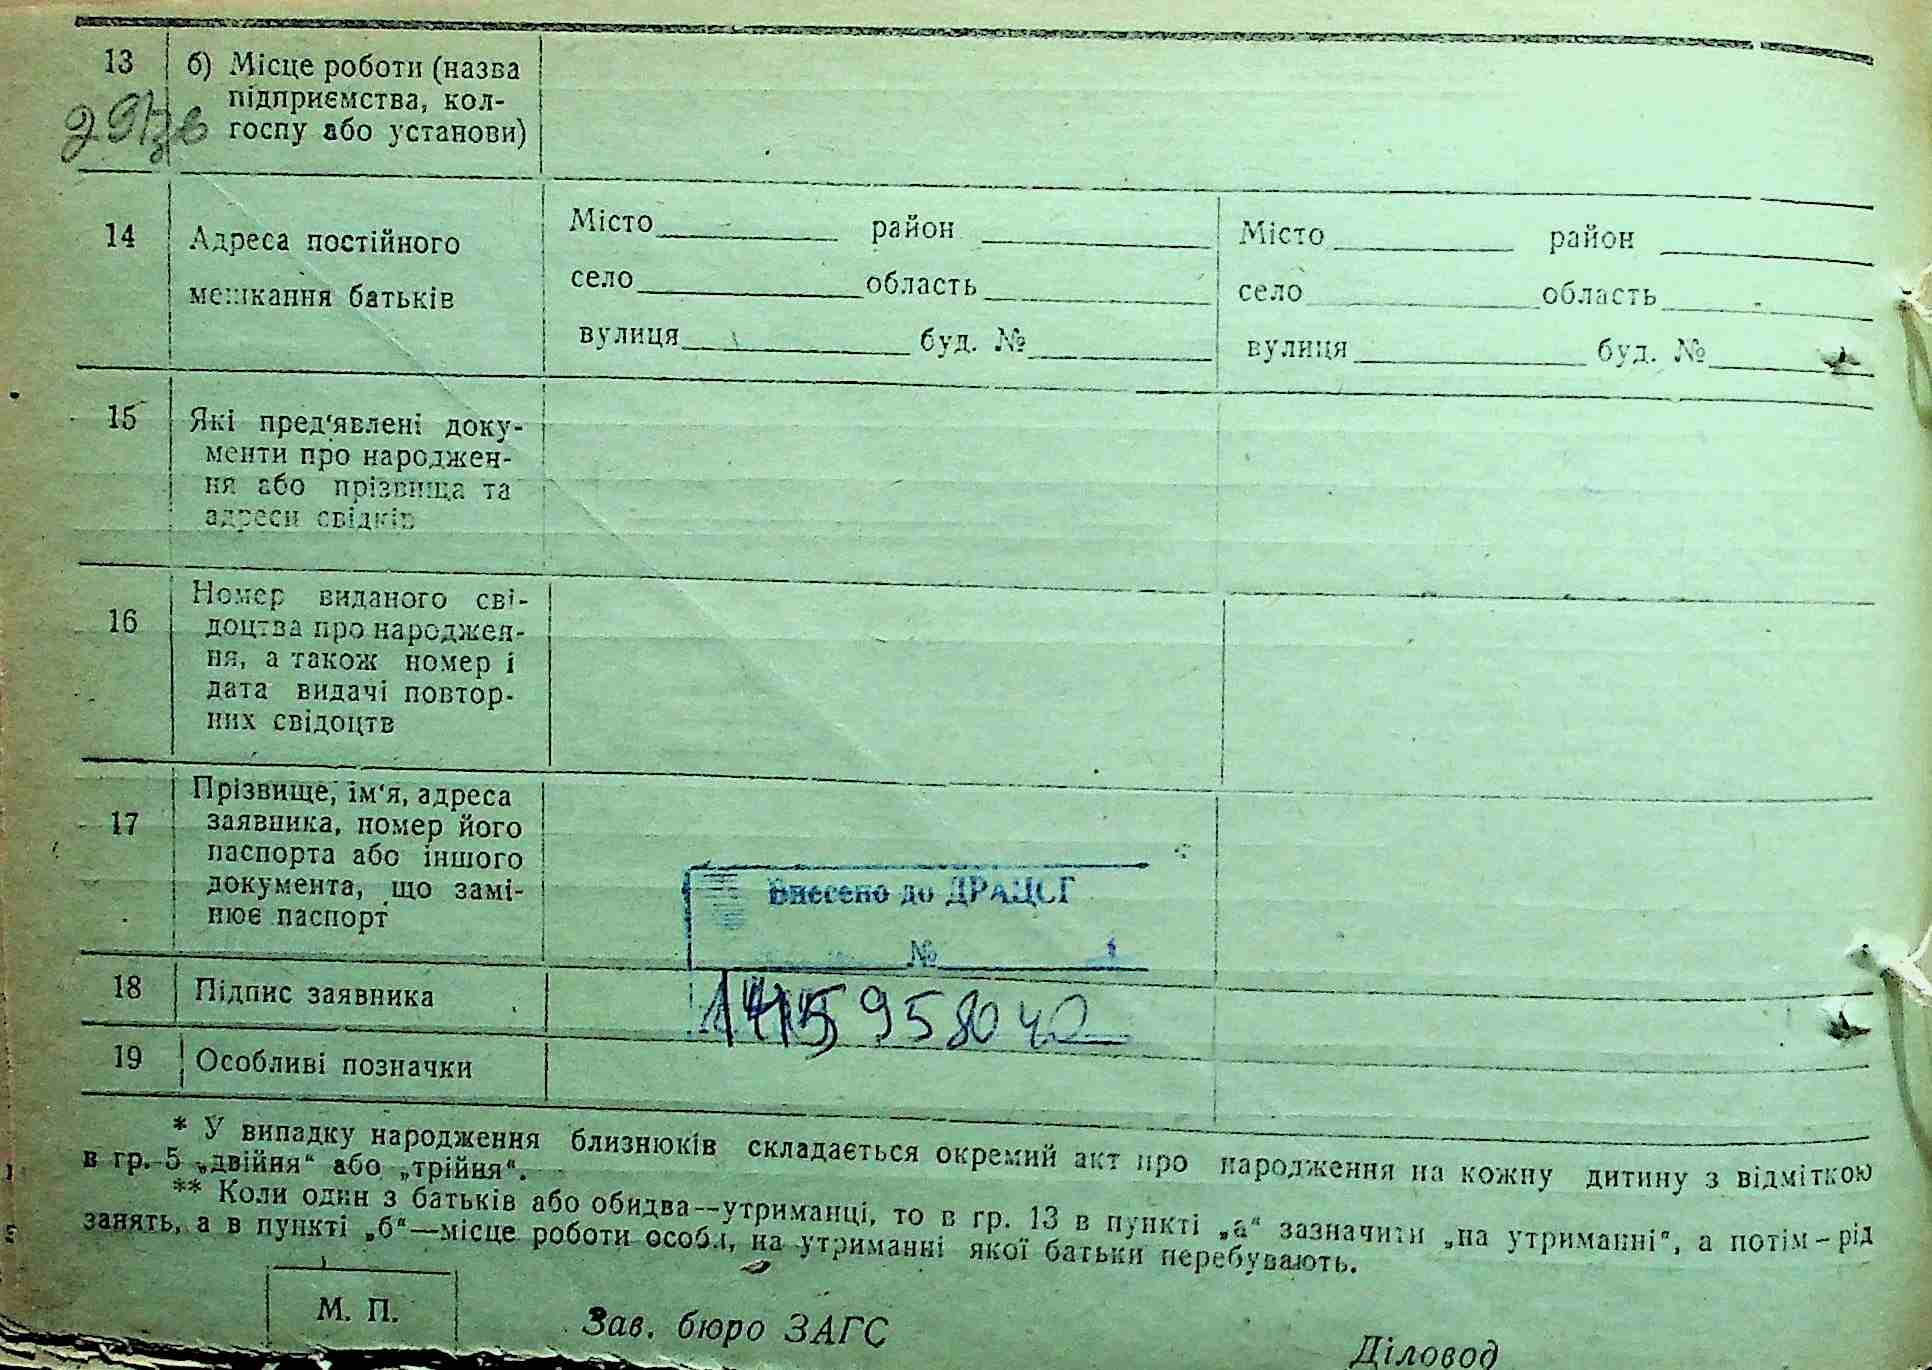 13 б) Місце роботи (назва
підприємства, кол-
госпу або установи)
14 Адреса постійного
мешкання батьків
Місто район
село область
вулиця буд. №
Місто район
село область
вулиця буд. №
15 Які пред'явлені доку-
менти про народжен-
ня або прізвища та
адреси свідків
16 Номер виданого сві-
доцтва про народжен-
ня, а також номер і
дата видачі повтор-
них свідоцтв
17 Прізвище, ім'я, адреса
заявника, номер його
паспорта або іншого
документа, що замі-
нює паспорт
Внесено до ДРАЦСГ
№
18 Підпис заявника
19 Особливі позначки
* У випадку народження близнюків складається окремий акт про народження на кожну дитину з відміткою
в гр. 5 „двійня“ або „трійня“.
** Коли один з батьків або обидва—утриманці, то в гр. 13 в пункті „а“ зазначити „на утриманні“, а потім–рід
занять, а в пункті „б“—місце роботи особи, на утриманні якої батьки перебувають.
М. П.
Зав. бюро ЗАГС
Діловод